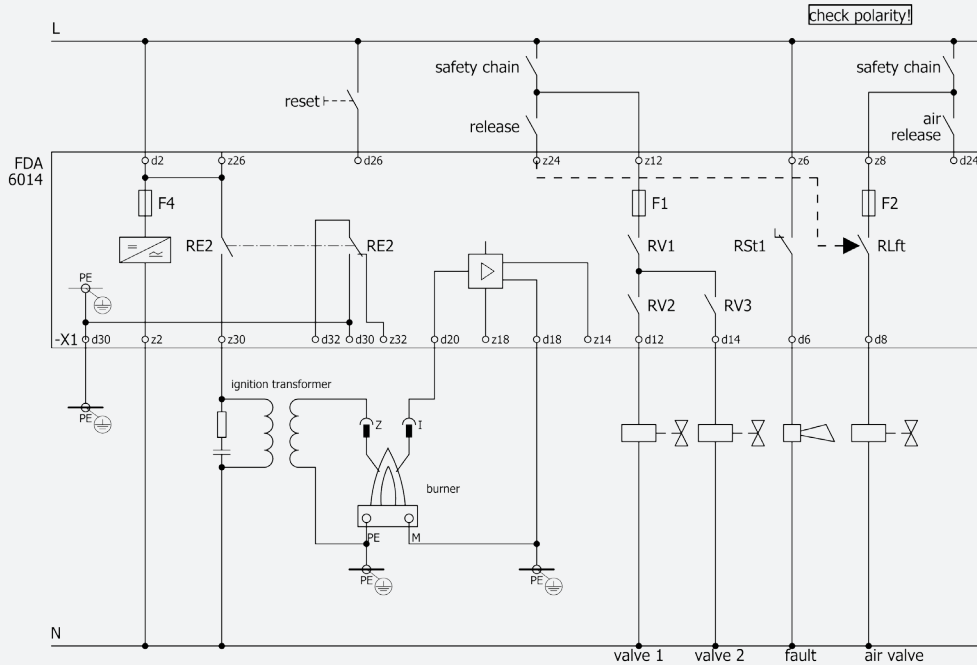 check polarity!
L
safety chain
safety chain
reset
release
air
release
FDA
6014
d2
z26
d26
z24
z12
z6
z8
d24
F4
F1
F2
RE2
RE2
RV1
RSt1
RLft
PE
RV2
RV3
-X1
d30
z2
z30
d32
d30
z32
d20
z18
d18
z14
d12
d14
d6
d8
ignition transformer
PE
Z
I
burner
PE
M
PE
PE
N
valve 1
valve 2
fault
air valve